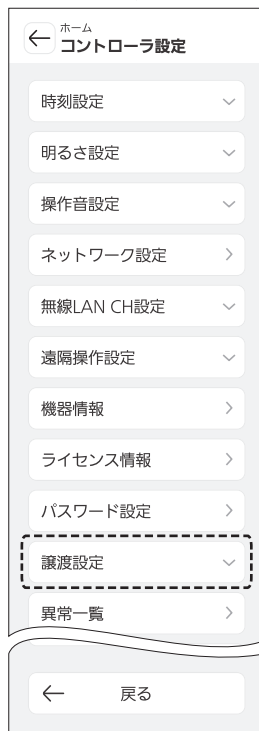 ホーム
コントローラ設定
時刻設定
明るさ設定
操作音設定
ネットワーク設定
無線LAN CH設定
遠隔操作設定
機器情報
ライセンス情報
パスワード設定
譲渡設定
異常一覧
戻る